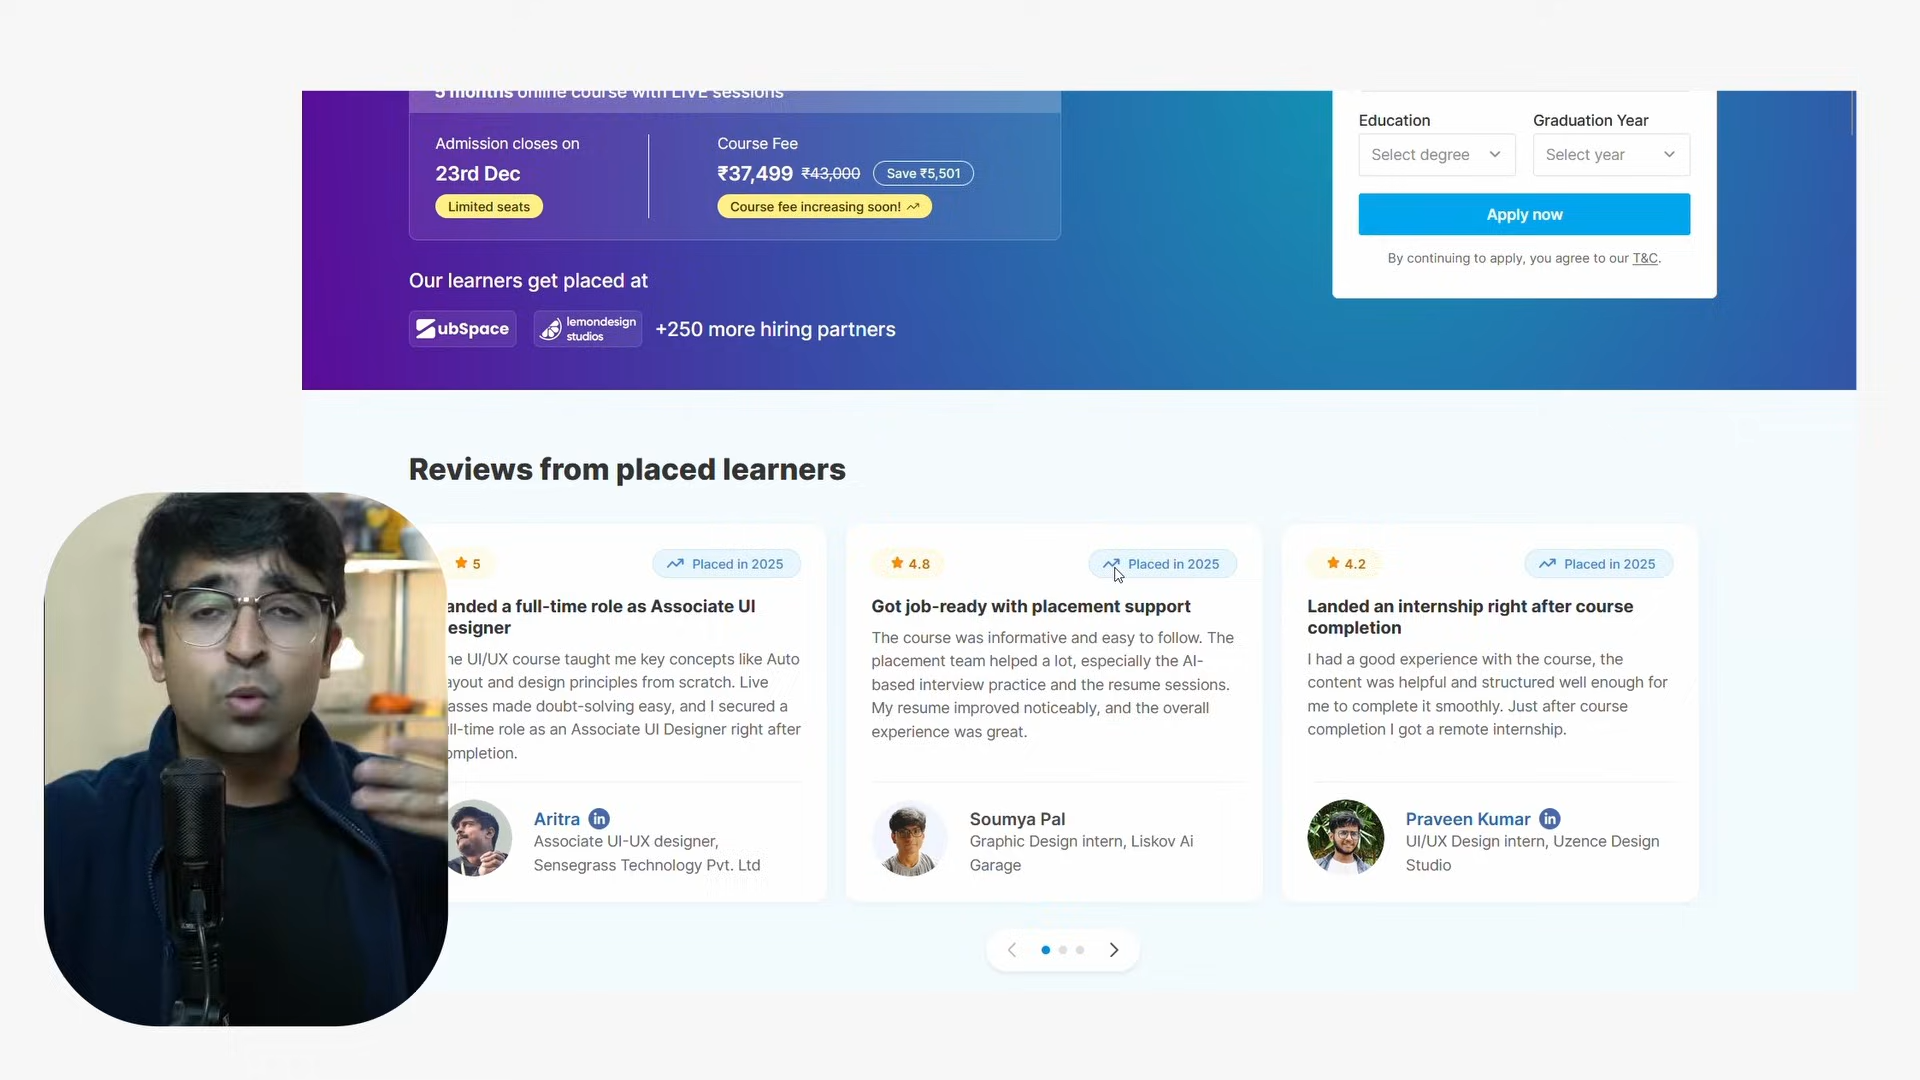 5 months online course with LIVE sessions
Admission closes on
23rd Dec
Limited seats
Course Fee
₹37,499 ₹43,000 Save ₹5,501
Course fee increasing soon!
Education
Graduation Year
Select degree
Select year
Apply now
By continuing to apply, you agree to our T&C.
Our learners get placed at
ubSpace
lemondesign
studios
+250 more hiring partners
Reviews from placed learners
5
Placed in 2025
anded a full-time role as Associate UI
esigner
he UI/UX course taught me key concepts like Auto
ayout and design principles from scratch. Live
asses made doubt-solving easy, and I secured a
ll-time role as an Associate UI Designer right after
ompletion.
Aritra in
Associate UI-UX designer,
Sensegrass Technology Pvt. Ltd
4.8
Placed in 2025
Got job-ready with placement support
The course was informative and easy to follow. The
placement team helped a lot, especially the AI-
based interview practice and the resume sessions.
My resume improved noticeably, and the overall
experience was great.
Soumya Pal
Graphic Design intern, Liskov Ai
Garage
4.2
Placed in 2025
Landed an internship right after course
completion
I had a good experience with the course, the
content was helpful and structured well enough for
me to complete it smoothly. Just after course
completion I got a remote internship.
Praveen Kumar in
UI/UX Design intern, Uzence Design
Studio